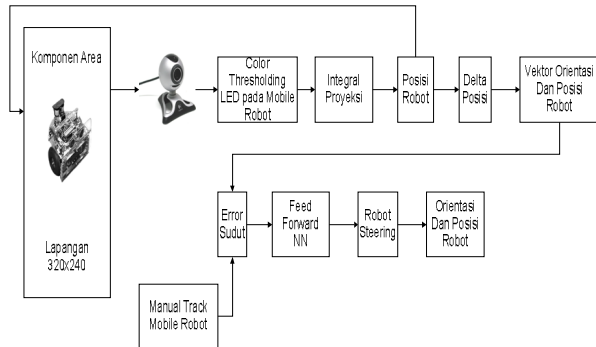 Komponen Area
Lapangan
320x240
Color
Thresholding
LED pada Mobile
Robot
Integral
Proyeksi
Posisi
Robot
Delta
Posisi
Vektor Orientasi
Dan Posisi
Robot
Error
Sudut
Feed
Forward
NN
Robot
Steering
Orientasi
Dan Posisi
Robot
Manual Track
Mobile Robot